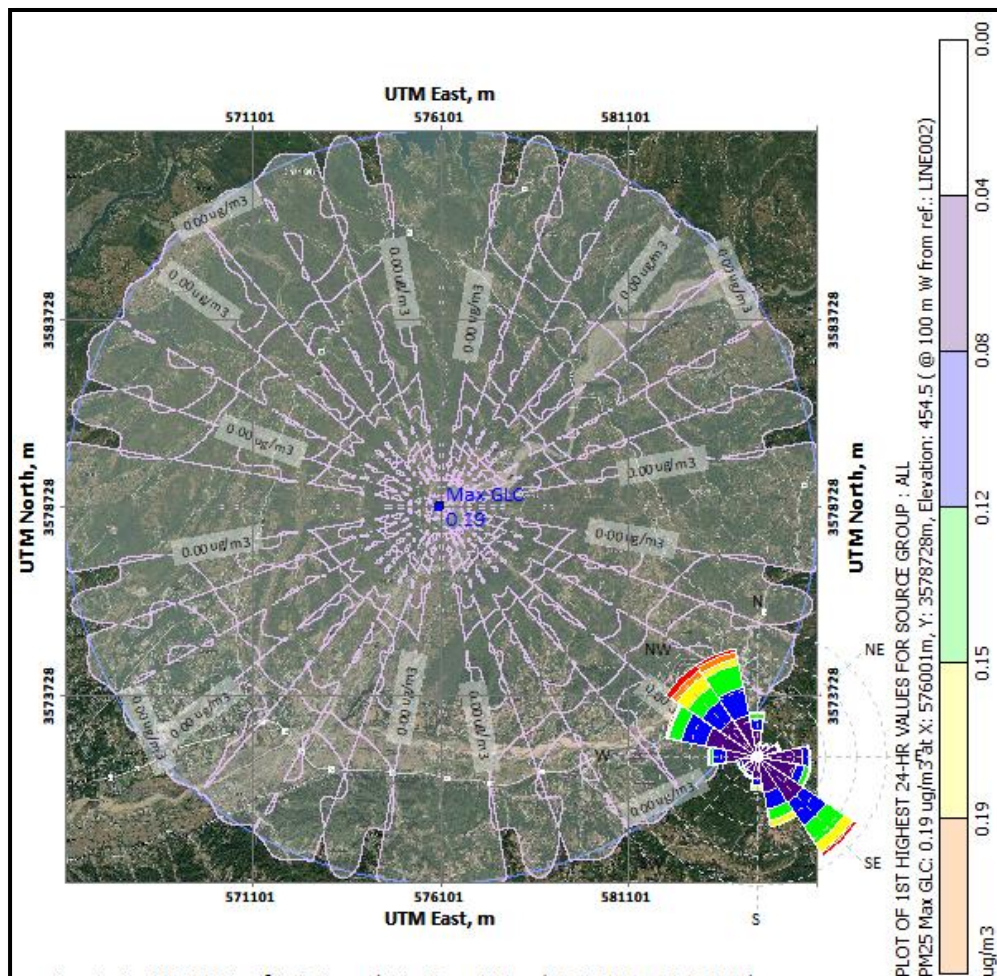 UTM East, m
571101 576101 581101
0.00 ug/m3
0.00 ug/m3
0.00 ug/m3
0.00 ug/m3
0.00 ug/m3
0.00 ug/m3
3583728
3583728
0.00 ug/m3
0.00 ug/m3
UTM North, m
3578728
Max GLC
0.19
3578728
UTM North, m
0.00 ug/m3
0.00 ug/m3
N
NW
NE
3573728
3573728
0.00 ug/m3
0.00 ug/m3
0.00 ug/m3
0.00 ug/m3
0.00
W
0.00 ug/m3
SE
S
571101 576101 581101
UTM East, m
PLOT OF 1ST HIGHEST 24-HR VALUES FOR SOURCE GROUP : ALL
PM25 Max GLC: 0.19 ug/m3 at X: 576001m, Y: 3578728m, Elevation: 454.5 ( @ 100 m W from ref.: LINE002)
0.00
0.04
0.08
0.12
0.15
0.19
ug/m3